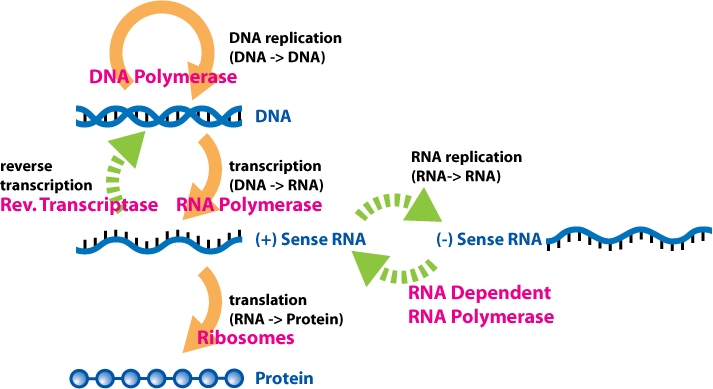 DNA replication
(DNA -> DNA)
DNA Polymerase
DNA
reverse
transcription
Rev. Transcriptase
transcription
(DNA -> RNA)
RNA Polymerase
RNA replication
(RNA-> RNA)
(+) Sense RNA
(-) Sense RNA
RNA Dependent
RNA Polymerase
translation
(RNA -> Protein)
Ribosomes
Protein